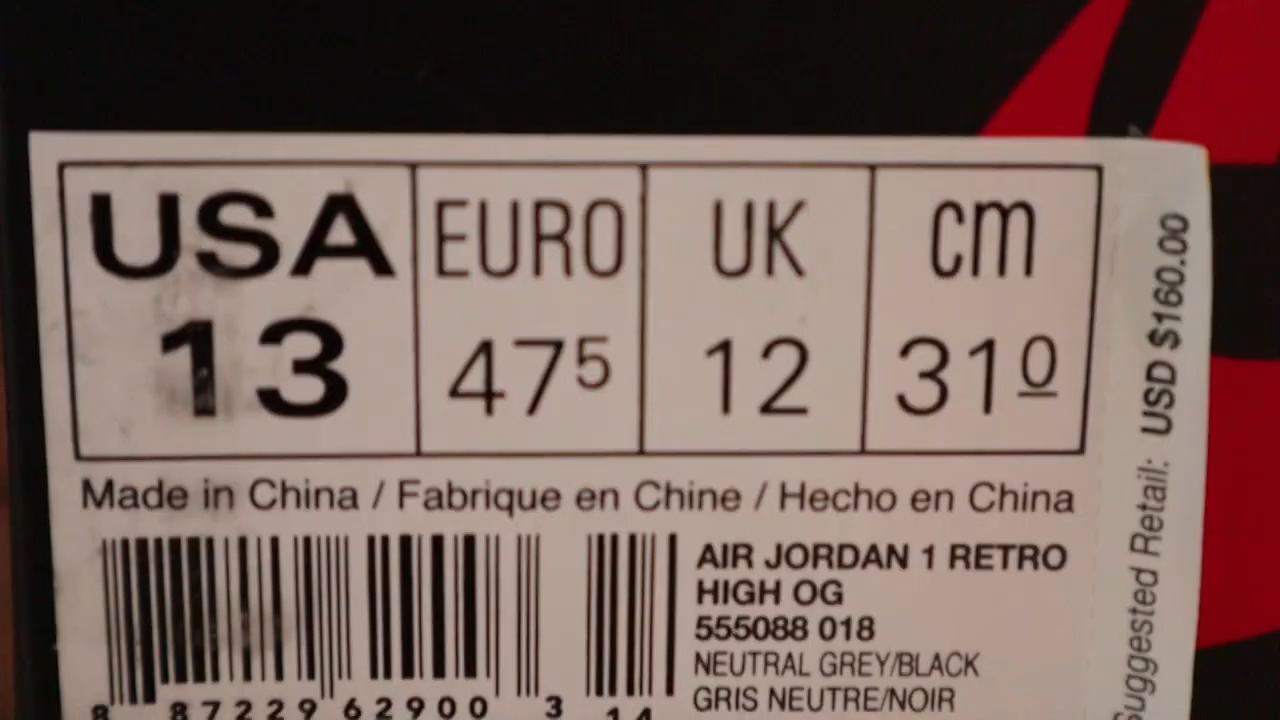 USA EURO UK cm
13 47⁵ 12 31⁰
Made in China / Fabrique en Chine / Hecho en China
AIR JORDAN 1 RETRO
HIGH OG
555088 018
NEUTRAL GREY/BLACK
GRIS NEUTRE/NOIR
8 87229 62900 3 14
Suggested Retail: USD $160.00